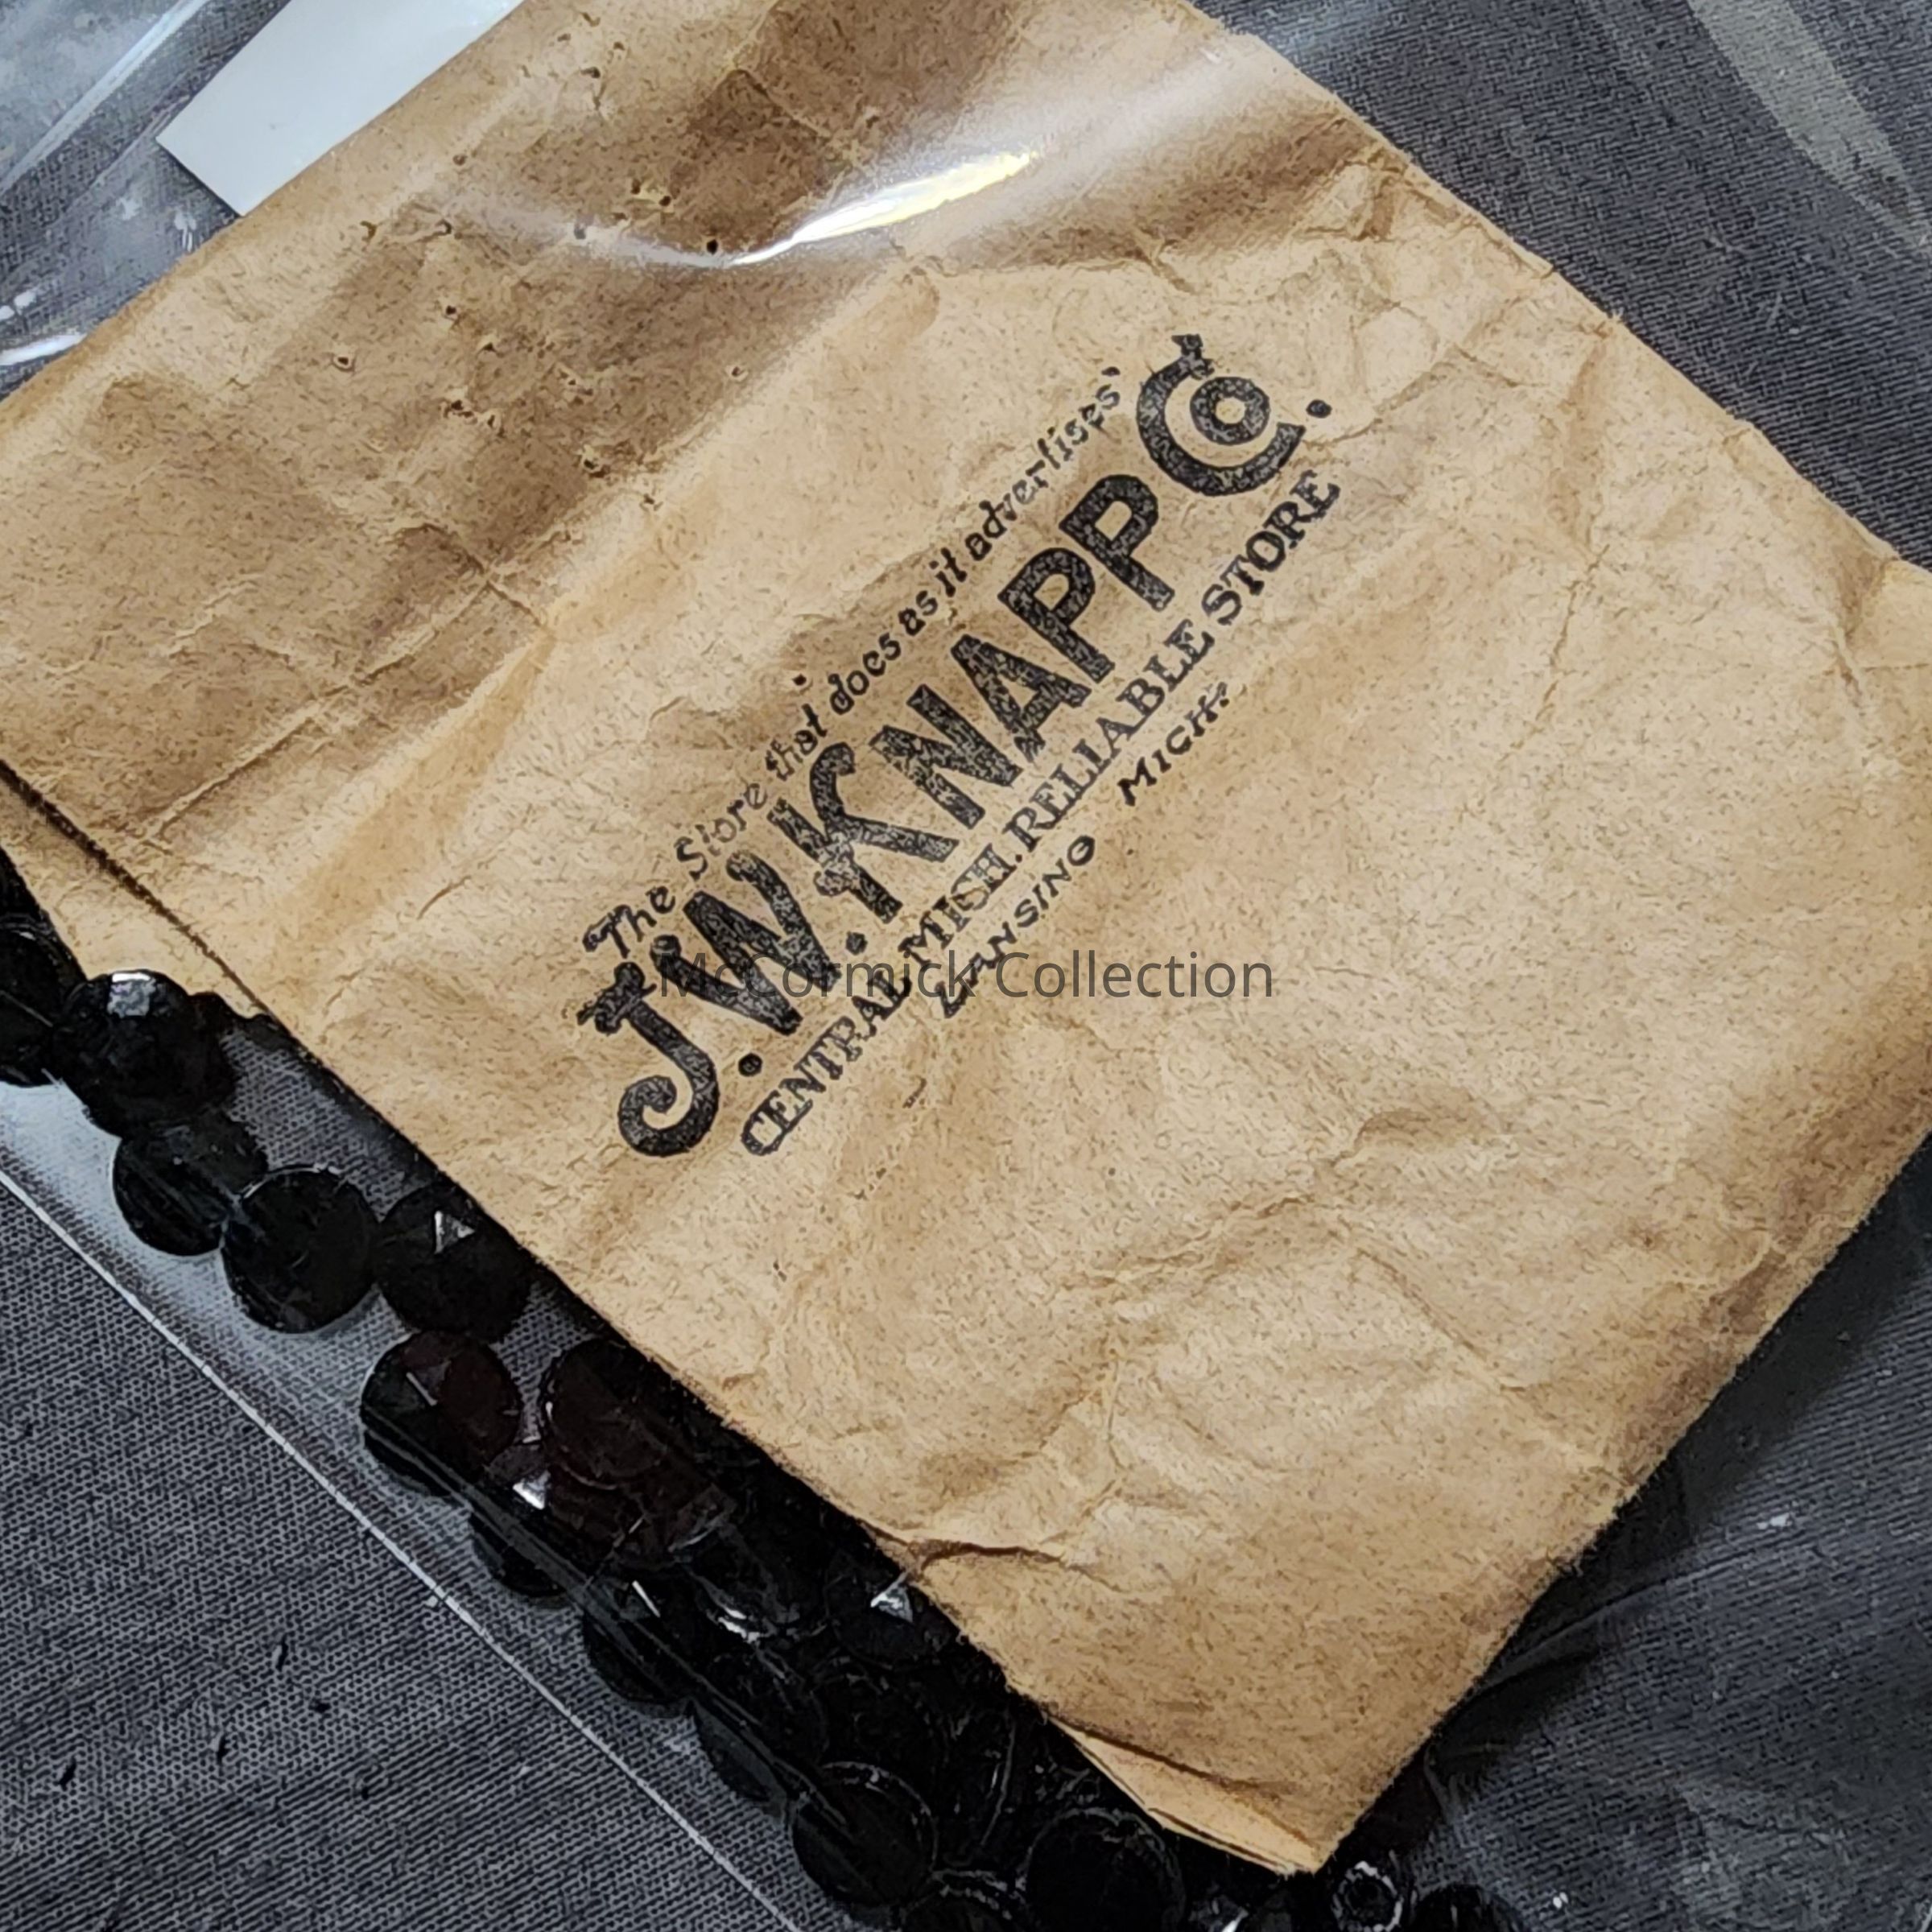 "The Store that does as it advertises"
J.W. KNAPP Co.
CENTRAL MICH. RELIABLE STORE
LANSING MICH.
McCormick Collection